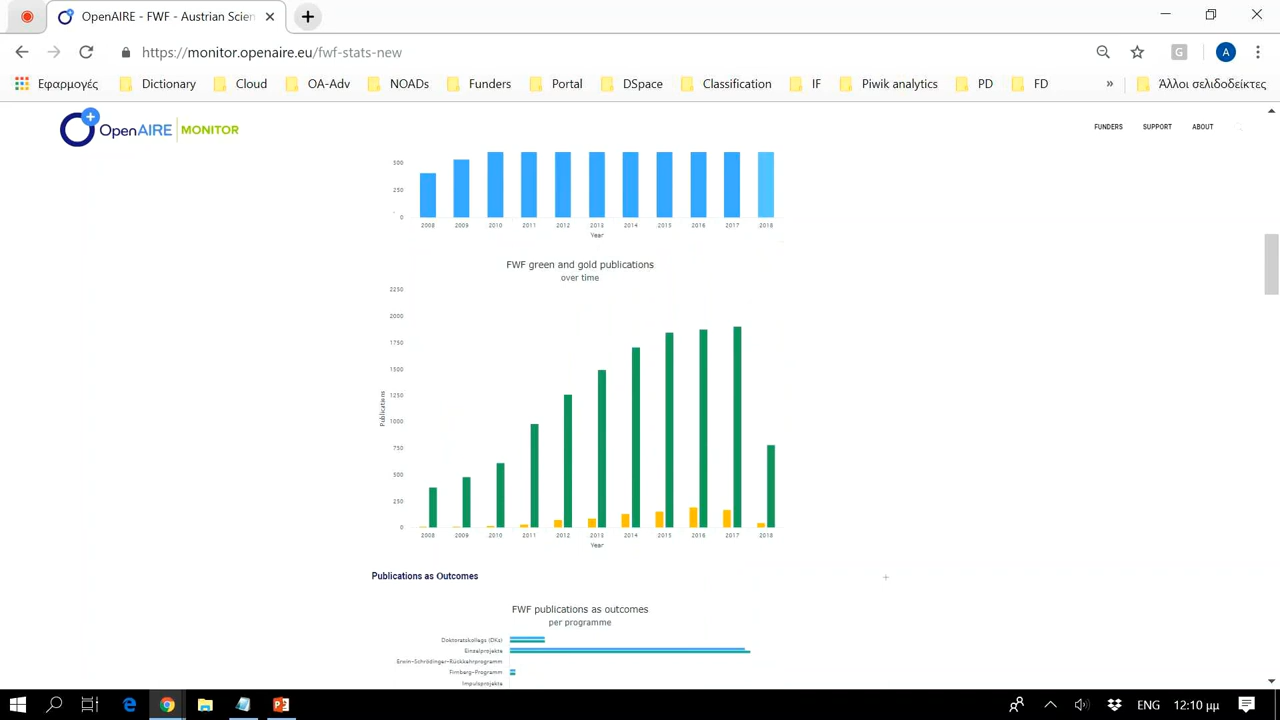 OpenAIRE - FWF - Austrian Scien
https://monitor.openaire.eu/fwf-stats-new
G
A
Εφαρμογές Dictionary Cloud OA-Adv NOADs Funders Portal DSpace Classification IF Piwik analytics PD FD » Άλλοι σελιδοδείκτες
OpenAIRE MONITOR
FUNDERS SUPPORT ABOUT
500
250
0
2008 2009 2010 2011 2012 2013 2014 2015 2016 2017 2018
Year
FWF green and gold publications
over time
2250
2000
1750
1500
1250
1000
750
500
250
0
Publications
2008 2009 2010 2011 2012 2013 2014 2015 2016 2017 2018
Year
Publications as Outcomes
FWF publications as outcomes
per programme
Doktoratskollegs (DKs)
Einzelprojekte
Erwin-Schrödinger-Rückkehrprogramm
Firnberg-Programm
Impulsprojekte
ENG 12:10 μμ